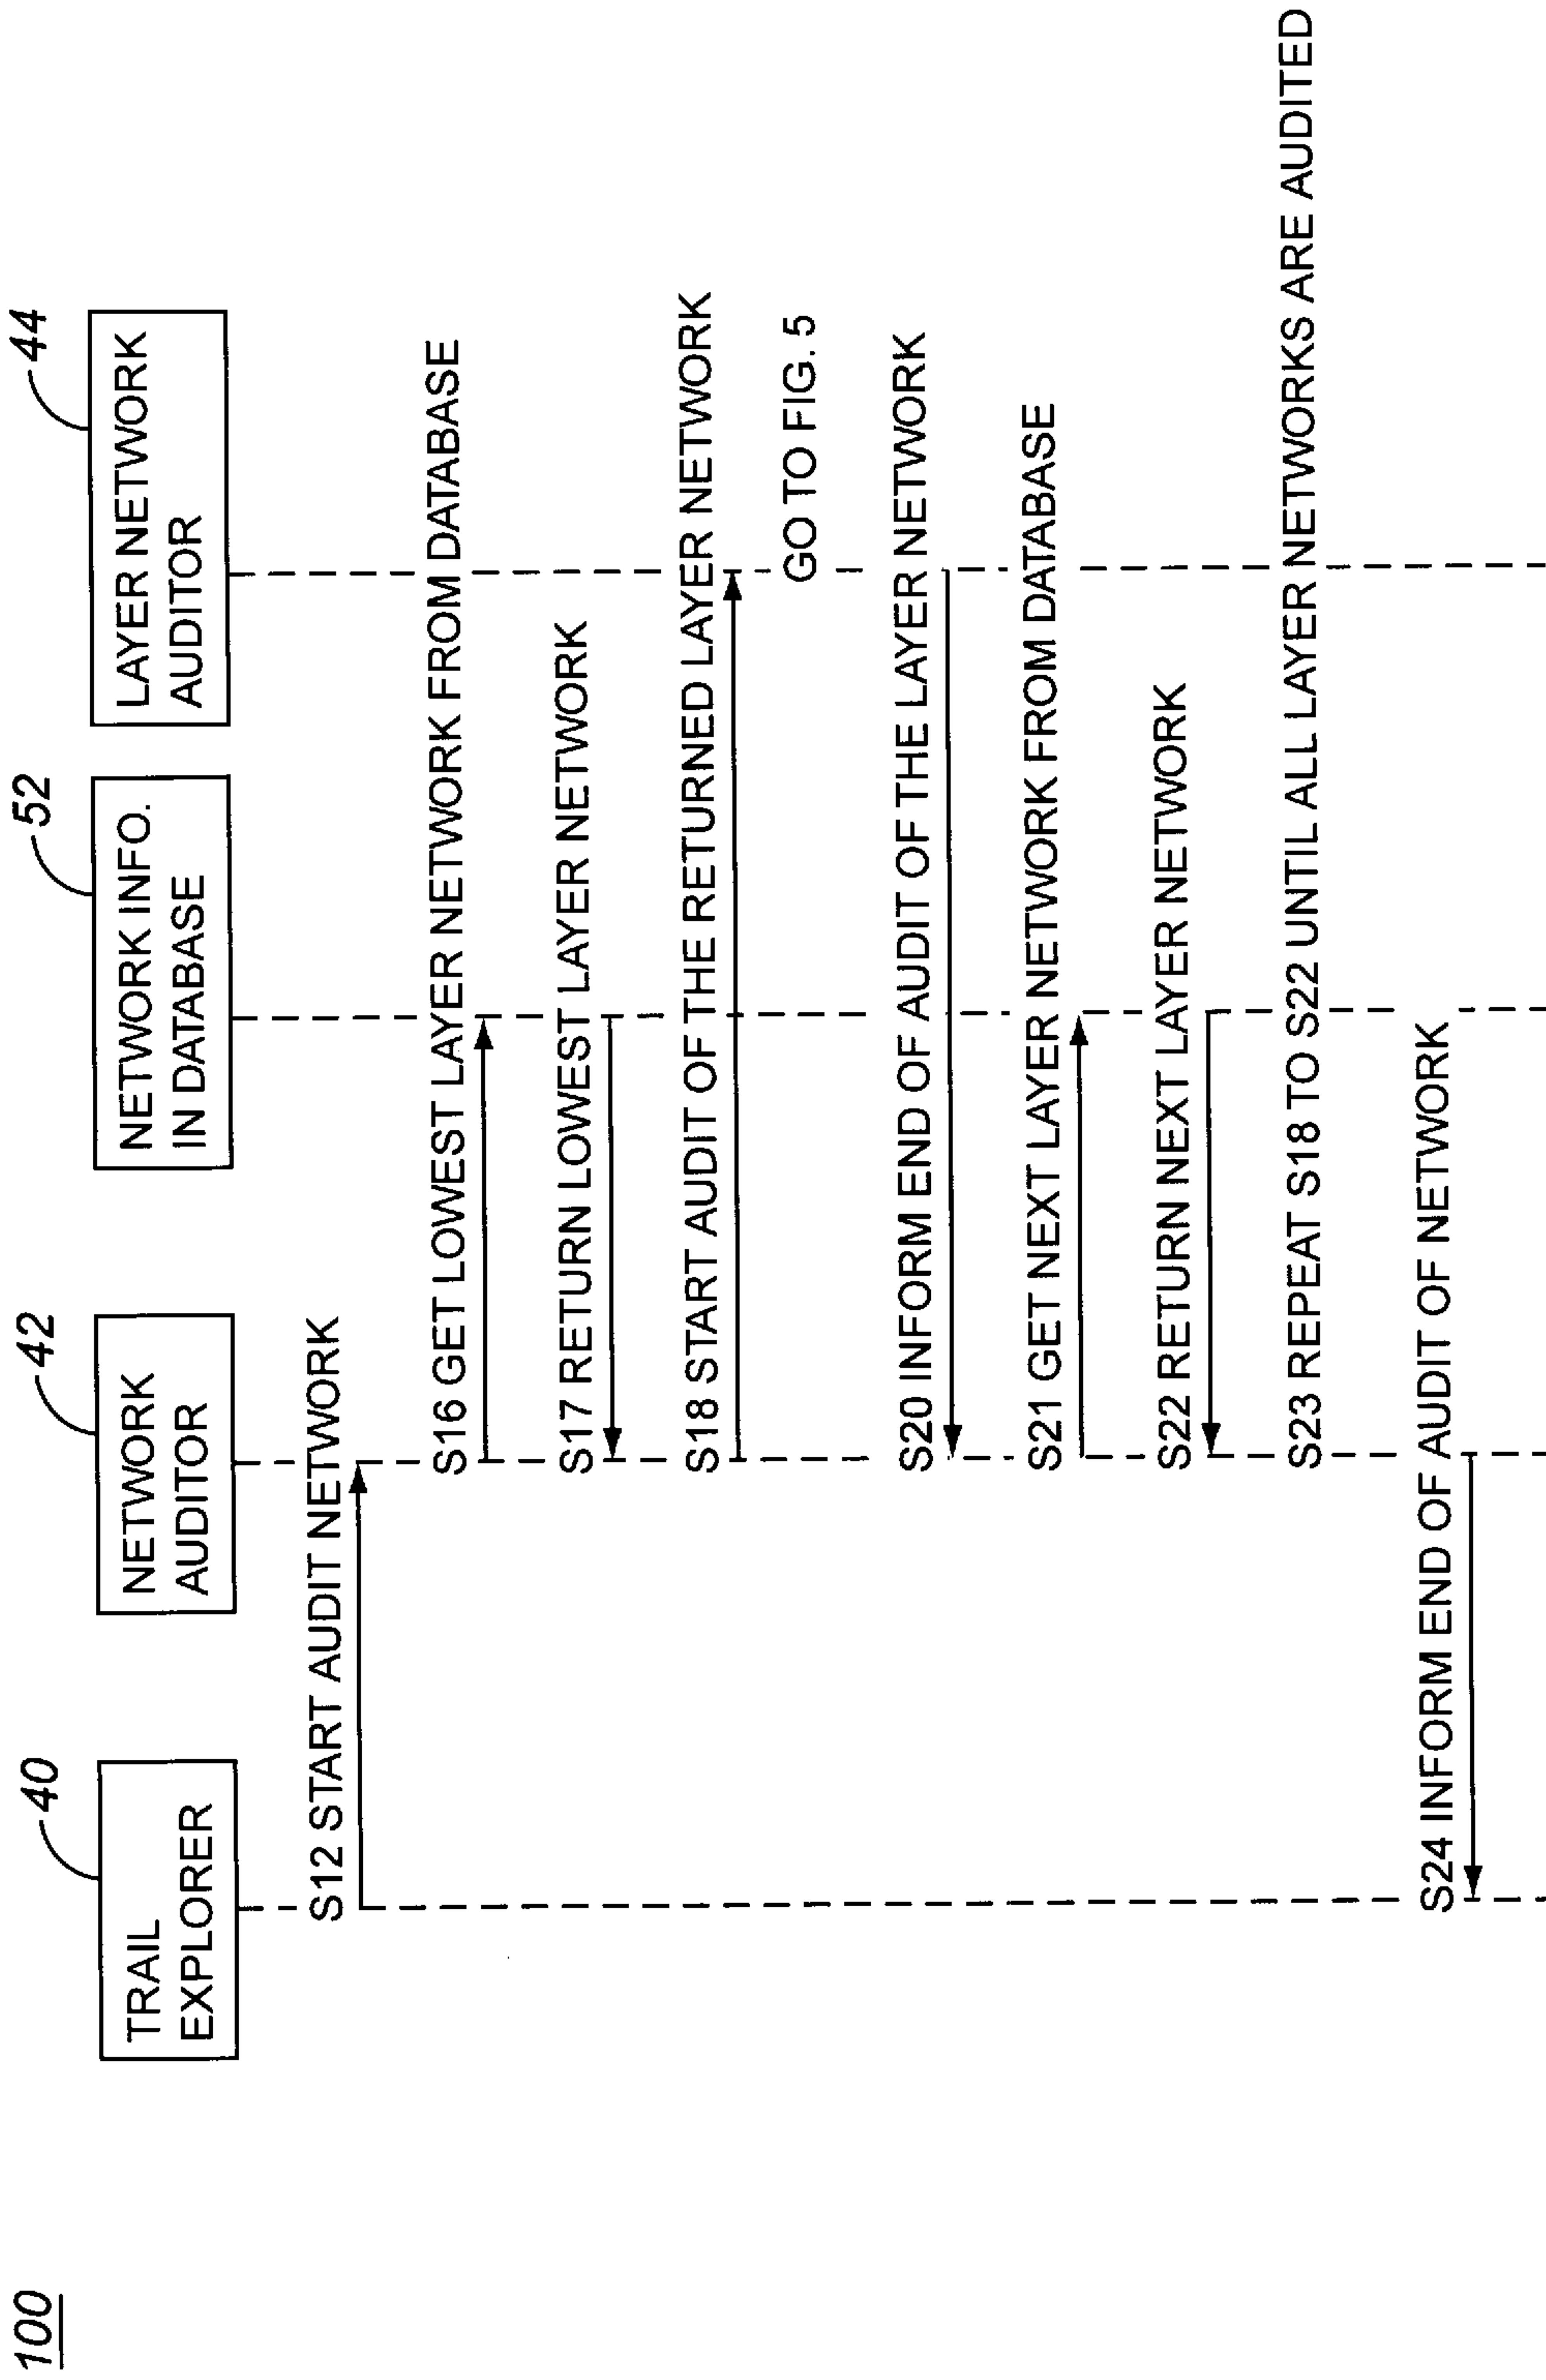 100
40
42
52
44
TRAIL
EXPLORER
NETWORK
AUDITOR
NETWORK INFO.
IN DATABASE
LAYER NETWORK
AUDITOR
S12 START AUDIT NETWORK
S16 GET LOWEST LAYER NETWORK FROM DATABASE
S17 RETURN LOWEST LAYER NETWORK
S18 START AUDIT OF THE RETURNED LAYER NETWORK
GO TO FIG. 5
S20 INFORM END OF AUDIT OF THE LAYER NETWORK
S21 GET NEXT LAYER NETWORK FROM DATABASE
S22 RETURN NEXT LAYER NETWORK
S23 REPEAT S18 TO S22 UNTIL ALL LAYER NETWORKS ARE AUDITED
S24 INFORM END OF AUDIT OF NETWORK